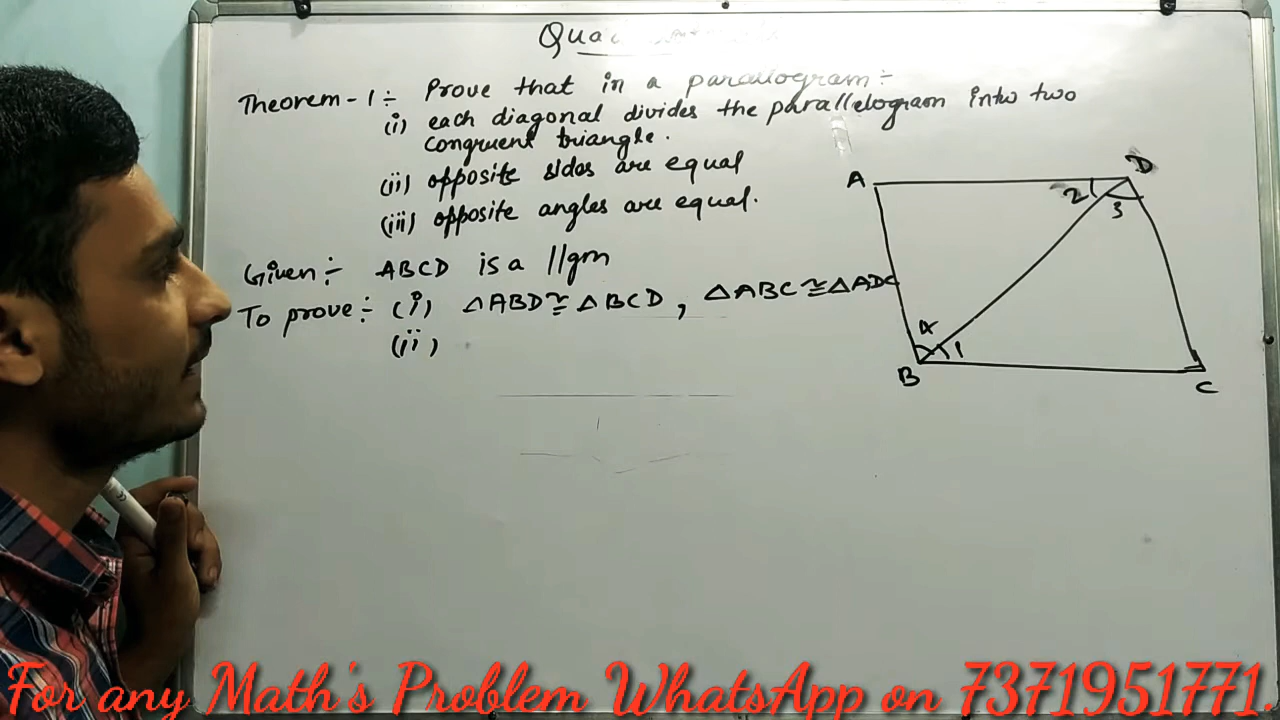 Theorem-1÷ Prove that in a parallogram÷
(i) each diagonal divides the parallelogram into two
congruent triangle.
(ii) opposite sides are equal
(iii) opposite angles are equal.
Given÷ ABCD is a //gm
To prove÷ (i) △ABD≅△BCD, △ABC≅△ADC
(ii)
A
D
2
3
4
1
B
C
For any Math's Problem WhatsApp on 7371951771.